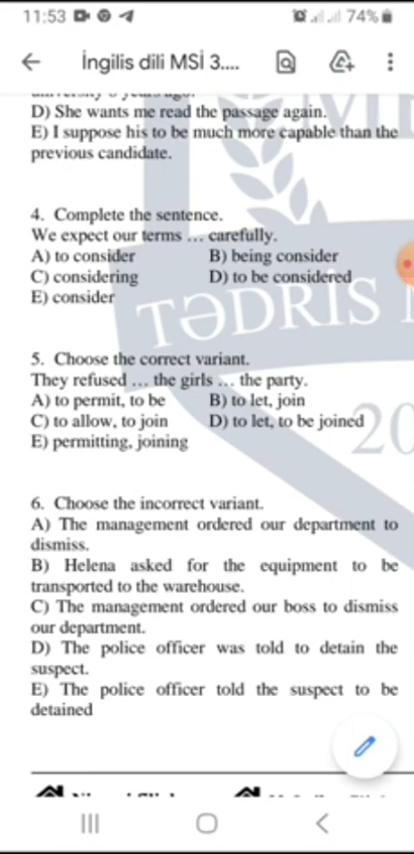 11:53
74%
İngilis dili MSİ 3....
D) She wants me read the passage again.
E) I suppose his to be much more capable than the
previous candidate.
4. Complete the sentence.
We expect our terms … carefully.
A) to consider B) being consider
C) considering D) to be considered
E) consider
TƏDRİS
5. Choose the correct variant.
They refused … the girls … the party.
A) to permit, to be B) to let, join
C) to allow, to join D) to let, to be joined
E) permitting, joining
20
6. Choose the incorrect variant.
A) The management ordered our department to
dismiss.
B) Helena asked for the equipment to be
transported to the warehouse.
C) The management ordered our boss to dismiss
our department.
D) The police officer was told to detain the
suspect.
E) The police officer told the suspect to be
detained